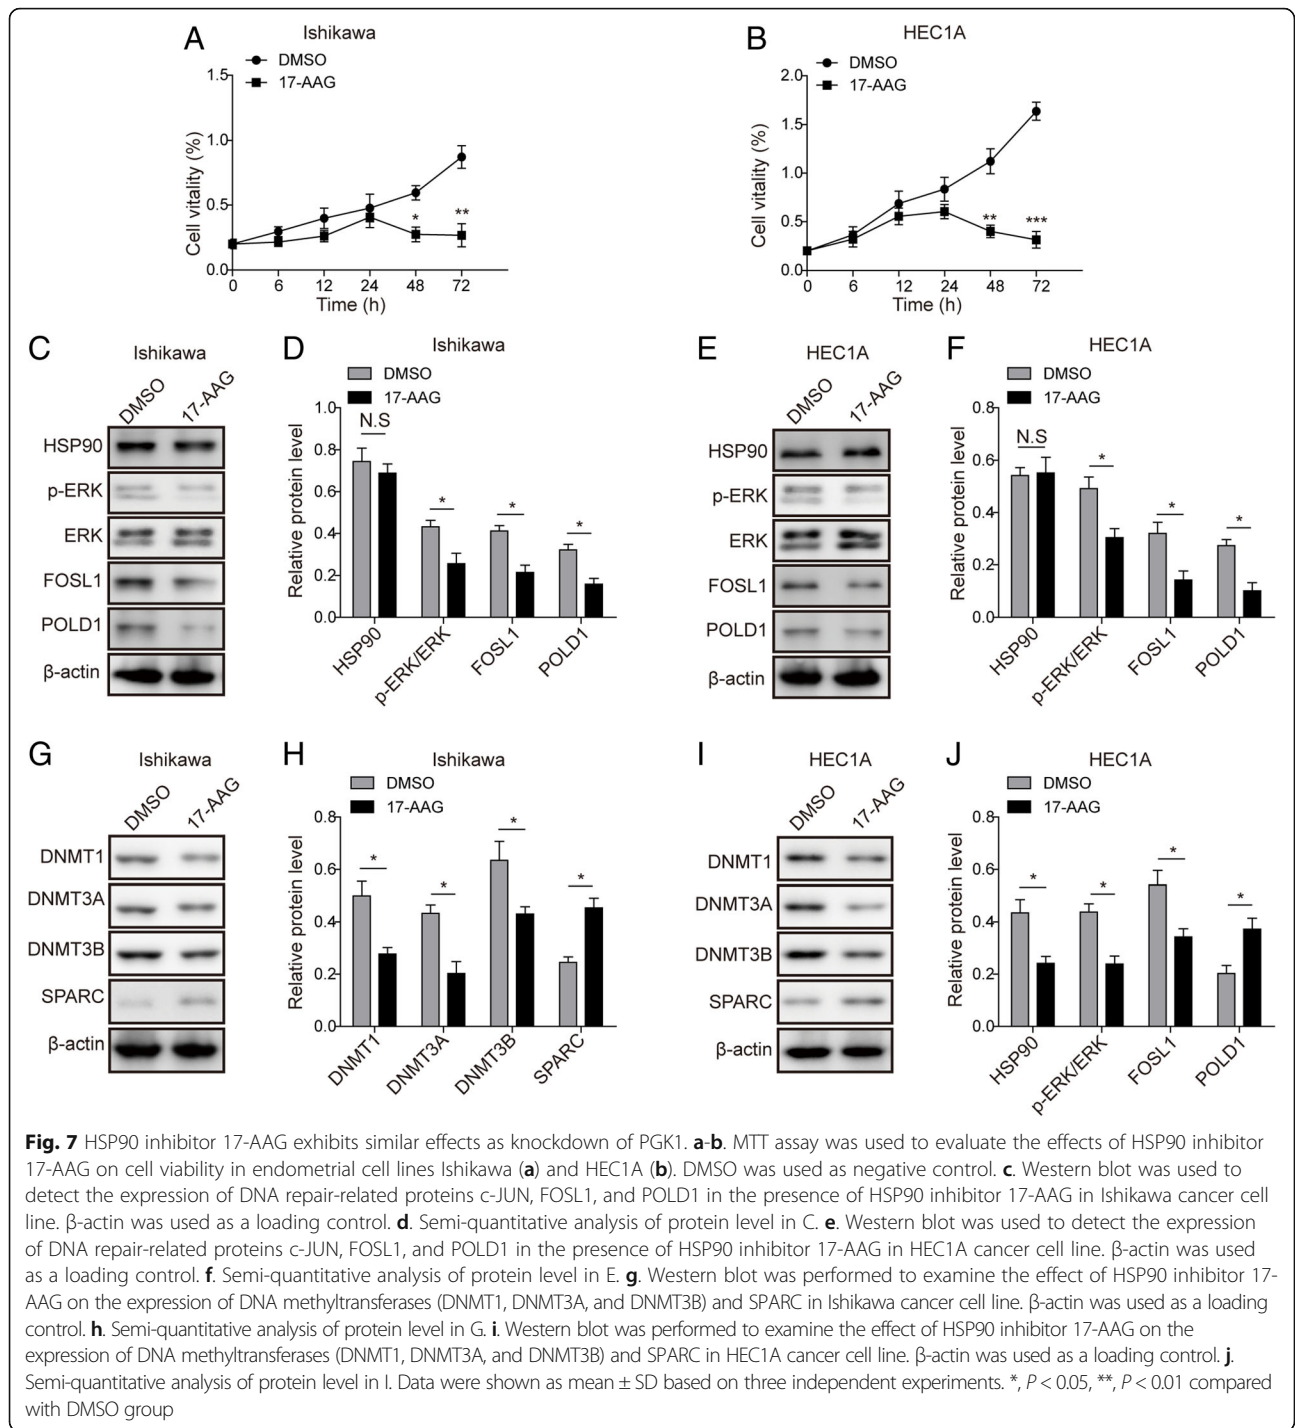 A
Ishikawa
DMSO
17-AAG
1.5
1.0
0.5
0.0
Cell vitality (%)
*
**
0 6 12 24 48 72
Time (h)
B
HEC1A
DMSO
17-AAG
2.0
1.5
1.0
0.5
0.0
Cell vitality (%)
**
***
0 6 12 24 48 72
Time (h)
C
Ishikawa
DMSO 17-AAG
HSP90
p-ERK
ERK
FOSL1
POLD1
β-actin
D
Ishikawa
DMSO
17-AAG
1.0
0.8
0.6
0.4
0.2
0.0
Relative protein level
N.S
*
*
*
HSP90 p-ERK/ERK FOSL1 POLD1
E
HEC1A
DMSO 17-AAG
HSP90
p-ERK
ERK
FOSL1
POLD1
β-actin
F
HEC1A
DMSO
17-AAG
0.8
0.6
0.4
0.2
0.0
Relative protein level
N.S
*
*
*
HSP90 p-ERK/ERK FOSL1 POLD1
G
Ishikawa
DMSO 17-AAG
DNMT1
DNMT3A
DNMT3B
SPARC
β-actin
H
Ishikawa
DMSO
17-AAG
0.8
0.6
0.4
0.2
0.0
Relative protein level
*
*
*
*
DNMT1 DNMT3A DNMT3B SPARC
I
HEC1A
DMSO 17-AAG
DNMT1
DNMT3A
DNMT3B
SPARC
β-actin
J
HEC1A
DMSO
17-AAG
0.8
0.6
0.4
0.2
0.0
Relative protein level
*
*
*
*
HSP90 p-ERK/ERK FOSL1 POLD1
Fig. 7 HSP90 inhibitor 17-AAG exhibits similar effects as knockdown of PGK1. a-b. MTT assay was used to evaluate the effects of HSP90 inhibitor
17-AAG on cell viability in endometrial cell lines Ishikawa (a) and HEC1A (b). DMSO was used as negative control. c. Western blot was used to
detect the expression of DNA repair-related proteins c-JUN, FOSL1, and POLD1 in the presence of HSP90 inhibitor 17-AAG in Ishikawa cancer cell
line. β-actin was used as a loading control. d. Semi-quantitative analysis of protein level in C. e. Western blot was used to detect the expression
of DNA repair-related proteins c-JUN, FOSL1, and POLD1 in the presence of HSP90 inhibitor 17-AAG in HEC1A cancer cell line. β-actin was used
as a loading control. f. Semi-quantitative analysis of protein level in E. g. Western blot was performed to examine the effect of HSP90 inhibitor 17-
AAG on the expression of DNA methyltransferases (DNMT1, DNMT3A, and DNMT3B) and SPARC in Ishikawa cancer cell line. β-actin was used as a loading
control. h. Semi-quantitative analysis of protein level in G. i. Western blot was performed to examine the effect of HSP90 inhibitor 17-AAG on the
expression of DNA methyltransferases (DNMT1, DNMT3A, and DNMT3B) and SPARC in HEC1A cancer cell line. β-actin was used as a loading control. j.
Semi-quantitative analysis of protein level in I. Data were shown as mean ± SD based on three independent experiments. *, P < 0.05, **, P < 0.01 compared
with DMSO group